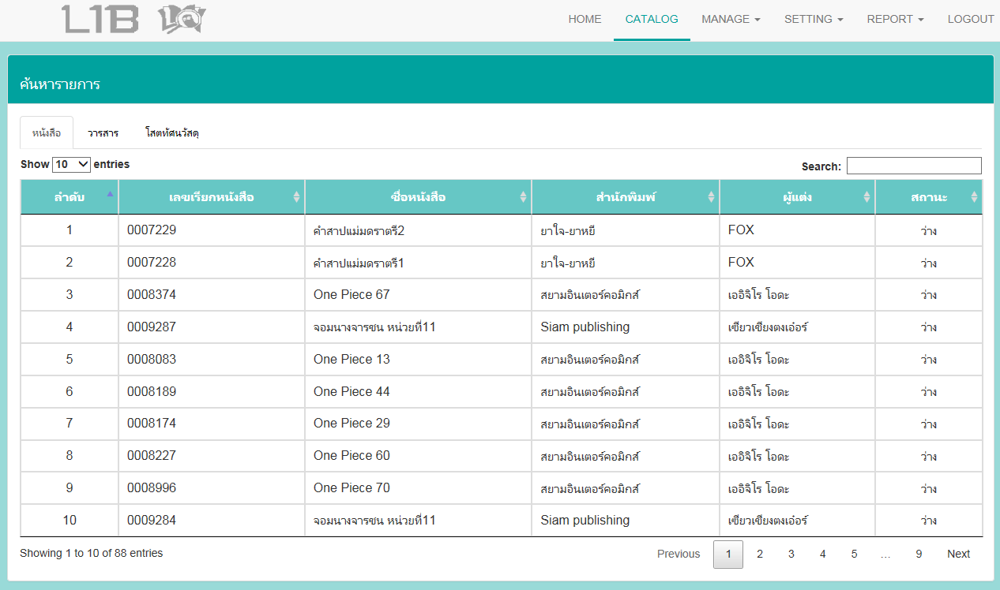 L1B
HOME CATALOG MANAGE SETTING REPORT LOGOUT
ค้นหารายการ
หนังสือ วารสาร โสตทัศนวัสดุ
Show 10 entries Search:
ลำดับ เลขเรียกหนังสือ ชื่อหนังสือ สำนักพิมพ์ ผู้แต่ง สถานะ
1 0007229 คำสาปแม่มดราตรี2 ยาใจ-ยาหยี FOX ว่าง
2 0007228 คำสาปแม่มดราตรี1 ยาใจ-ยาหยี FOX ว่าง
3 0008374 One Piece 67 สยามอินเตอร์คอมิกส์ เออิจิโร โอดะ ว่าง
4 0009287 จอมนางจารชน หน่วยที่11 Siam publishing เซียวเซียงตงเอ๋อร์ ว่าง
5 0008083 One Piece 13 สยามอินเตอร์คอมิกส์ เออิจิโร โอดะ ว่าง
6 0008189 One Piece 44 สยามอินเตอร์คอมิกส์ เออิจิโร โอดะ ว่าง
7 0008174 One Piece 29 สยามอินเตอร์คอมิกส์ เออิจิโร โอดะ ว่าง
8 0008227 One Piece 60 สยามอินเตอร์คอมิกส์ เออิจิโร โอดะ ว่าง
9 0008996 One Piece 70 สยามอินเตอร์คอมิกส์ เออิจิโร โอดะ ว่าง
10 0009284 จอมนางจารชน หน่วยที่11 Siam publishing เซียวเซียงตงเอ๋อร์ ว่าง
Showing 1 to 10 of 88 entries Previous 1 2 3 4 5 … 9 Next